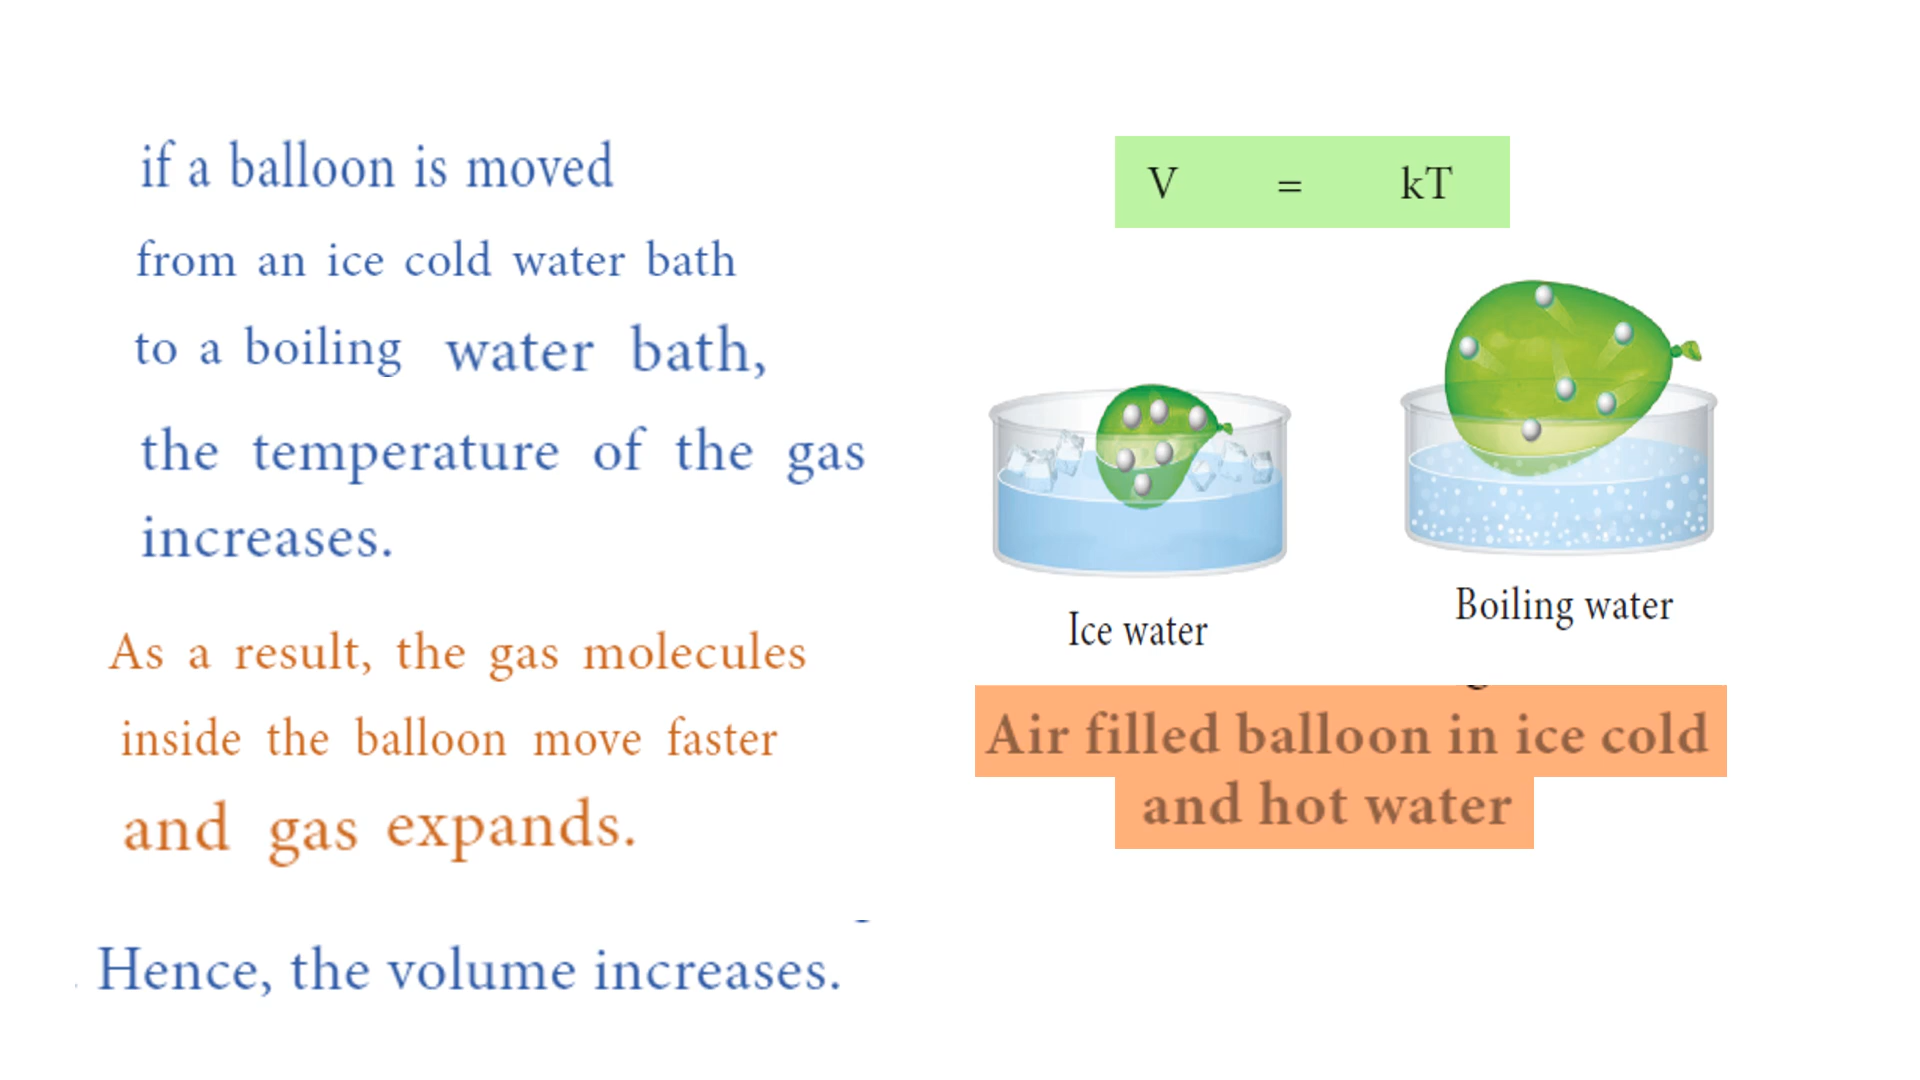 if a balloon is moved
from an ice cold water bath
to a boiling water bath,
the temperature of the gas
increases.
As a result, the gas molecules
inside the balloon move faster
and gas expands.
Hence, the volume increases.
V = kT
Ice water
Boiling water
Air filled balloon in ice cold
and hot water